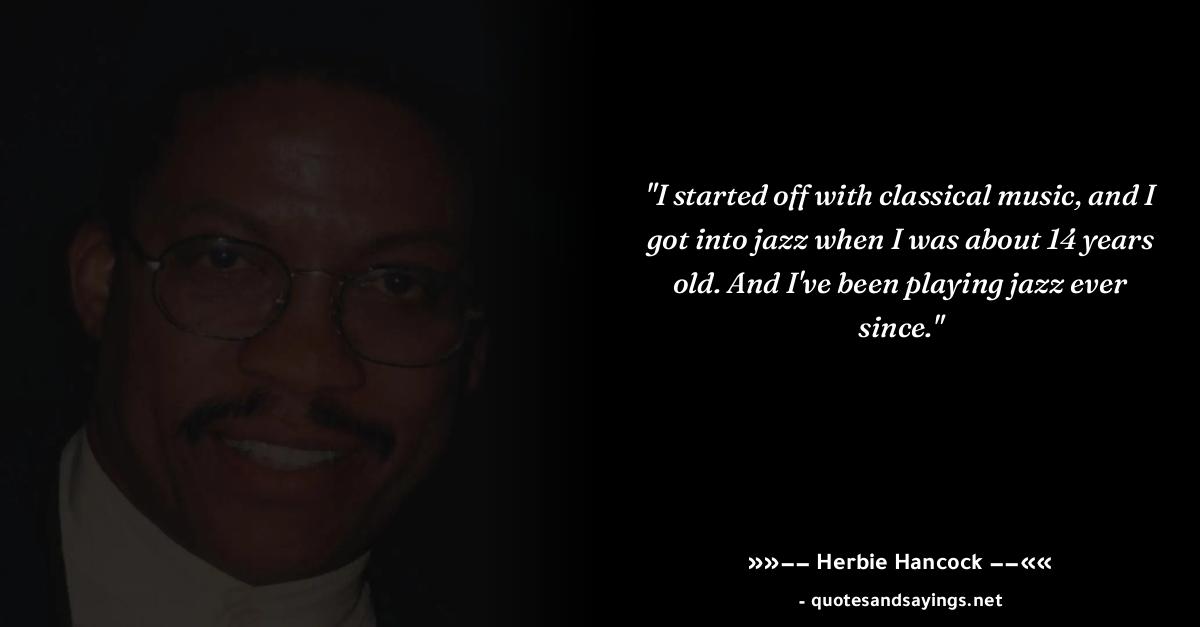 "I started off with classical music, and I
got into jazz when I was about 14 years
old. And I've been playing jazz ever
since."
»»–– Herbie Hancock ––««
- quotesandsayings.net